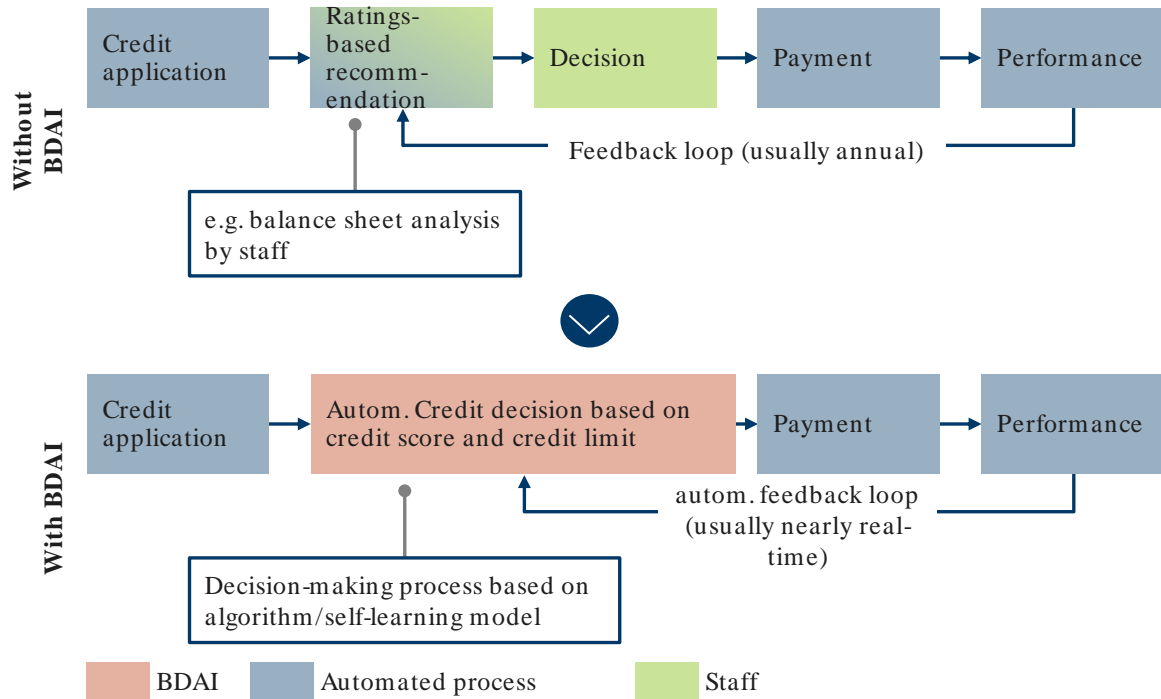 Without
BDAI
Credit
application
Ratings-
based
recomm-
endation
Decision
Payment
Performance
Feedback loop (usually annual)
e.g. balance sheet analysis
by staff
With BDAI
Credit
application
Autom. Credit decision based on
credit score and credit limit
Payment
Performance
autom. feedback loop
(usually nearly real-
time)
Decision-making process based on
algorithm/self-learning model
BDAI
Automated process
Staff